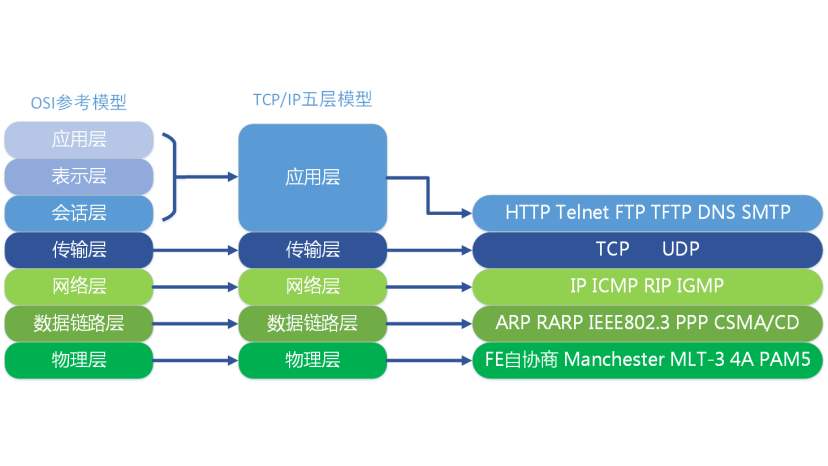 OSI参考模型
TCP/IP五层模型
应用层
表示层
会话层
传输层
网络层
数据链路层
物理层
应用层
传输层
网络层
数据链路层
物理层
HTTP Telnet FTP TFTP DNS SMTP
TCP UDP
IP ICMP RIP IGMP
ARP RARP IEEE802.3 PPP CSMA/CD
FE自协商 Manchester MLT-3 4A PAM5